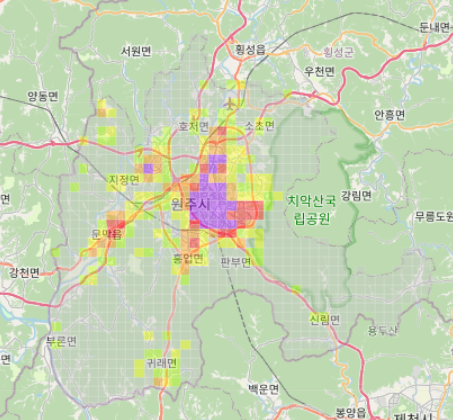 둔내면
서원면
횡성읍
횡성군
우천면
양동면
안흥면
호저면
소초면
지정면
강림면
원주시
치악산국
립공원
무릉도원
문막읍
흥업면
판부면
강천면
신림면
용두산
부론면
귀래면
백운면
봉양읍
제천시
면
면